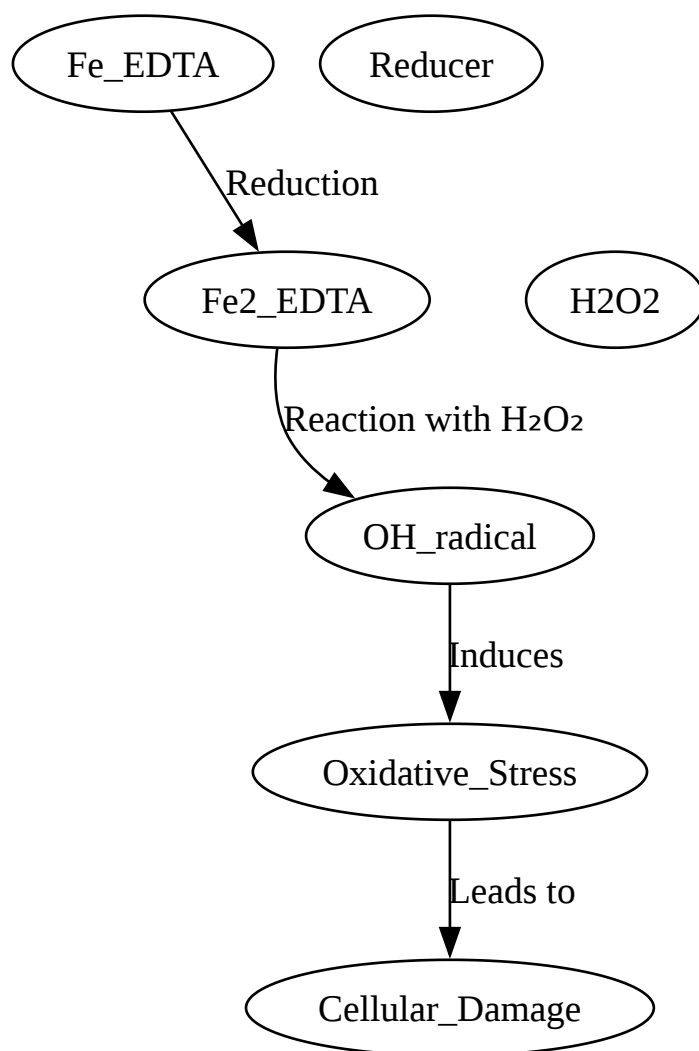 Fe_EDTA
Reducer
Reduction
Fe2_EDTA
H2O2
Reaction with H₂O₂
OH_radical
Induces
Oxidative_Stress
Leads to
Cellular_Damage